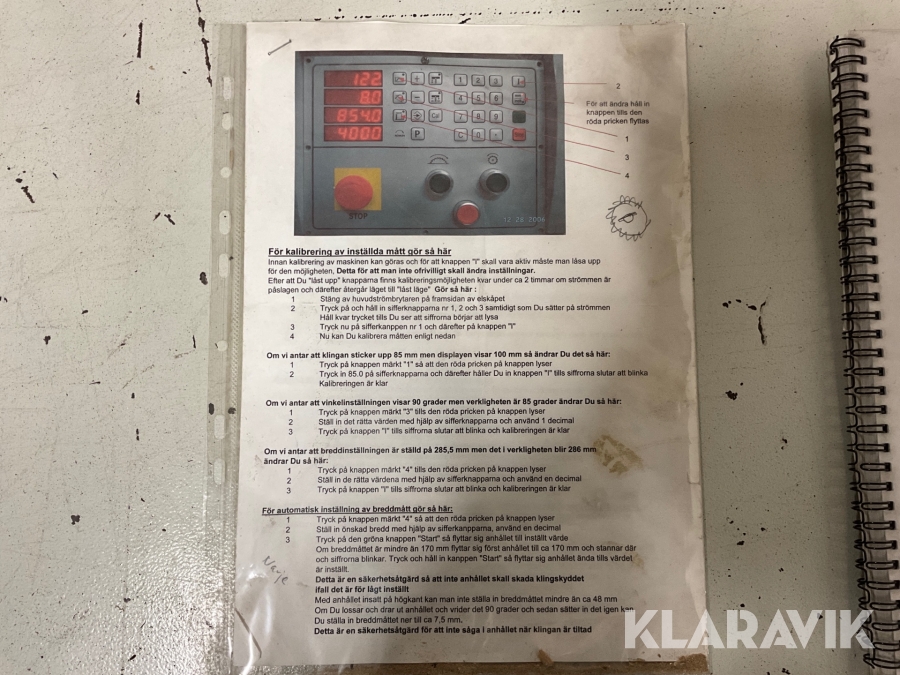 122
8.0
854.0
400.0
+
1
2
3
I
-
4
5
6
7
8
9
P
C
0
STOP
12 28 2006
2
För att ändra håll in
knappen tills den
röda pricken flyttas
1
3
4
För kalibrering av inställda mått gör så här
Innan kalibrering av maskinen kan göras och för att knappen "I" skall vara aktiv måste man låsa upp
för den möjligheten, Detta för att man inte ofrivilligt skall ändra inställningar.
Efter att Du "låst upp" knapparna finns kalibreringsmöjligheten kvar under ca 2 timmar om strömmen är
påslagen och därefter återgår läget till "låst läge" Gör så här :
1 Stäng av huvudströmbrytaren på framsidan av elskåpet
2 Tryck på och håll in sifferknapparna nr 1, 2 och 3 samtidigt som Du sätter på strömmen
Håll kvar trycket tills Du ser att siffrorna börjar att lysa
3 Tryck nu på sifferkanppen nr 1 och därefter på knappen "I"
4 Nu kan Du kalibrera måtten enligt nedan
Om vi antar att klingan sticker upp 85 mm men displayen visar 100 mm så ändrar Du det så här:
1 Tryck på knappen märkt "1" så att den röda pricken på knappen lyser
2 Tryck in 85.0 på sifferknapparna och därefter håller Du in knappen "I" tills siffrorna slutar att blinka
Kalibreringen är klar
Om vi antar att vinkelinställningen visar 90 grader men verkligheten är 85 grader ändrar Du så här:
1 Tryck på knappen märkt "3" tills den röda pricken på knappen lyser
2 Ställ in det rätta värden med hjälp av sifferknapparna och använd 1 decimal
3 Tryck på knappen "I" tills siffrorna slutar att blinka och kalibreringen är klar
Om vi antar att breddinställningen är ställd på 285,5 mm men det i verkligheten blir 286 mm
ändrar Du så här:
1 Tryck på knappen märkt "4" tills den röda pricken på knappen lyser
2 Ställ in de rätta värdena med hjälp av sifferknapparna och använd en decimal
3 Tryck på knappen "I" tills siffrorna slutar att blinka och kalibreringen är klar
För automatisk inställning av breddmått gör så här:
1 Tryck på knappen märkt "4" så att den röda pricken på knappen lyser
2 Ställ in önskad bredd med hjälp av sifferkanpparna, använd en decimal
3 Tryck på den gröna knappen "Start" så flyttar sig anhållet till inställt värde
Om breddmåttet är mindre än 170 mm flyttar sig först anhållet till ca 170 mm och stannar där
och siffrorna blinkar. Tryck och håll in kanppen "Start" så flyttar sig anhållet ända tills värdet
är inställt.
Detta är en säkerhetsåtgärd så att inte anhållet skall skada klingskyddet
ifall det är för lågt inställt
Med anhållet insatt på högkant kan man inte ställa in breddmåttet mindre än ca 48 mm
Om Du lossar och drar ut anhållet och vrider det 90 grader och sedan sätter in det igen kan
Du ställa in breddmåttet ner till ca 7,5 mm.
Detta är en säkerhetsåtgärd för att inte såga i anhållet när klingan är tiltad
KLARAVIK